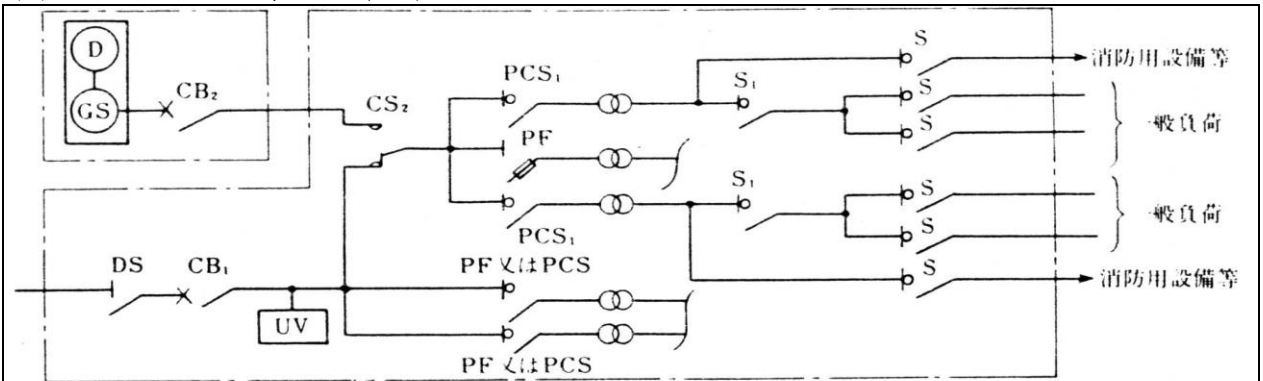 D
GS
CB₂
CS₂
PCS₁
PF
PCS₁
S₁
S
消防用設備等
S
S
一般負荷
S₁
S
S
一般負荷
S
消防用設備等
DS
CB₁
UV
PF又はPCS
PF又はPCS